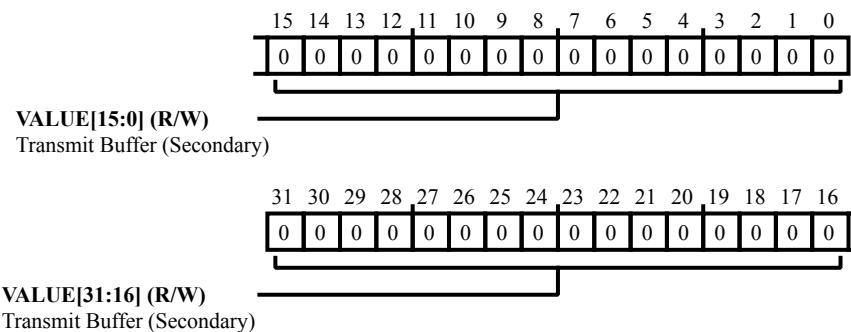 15 14 13 12 11 10 9 8 7 6 5 4 3 2 1 0
0 0 0 0 0 0 0 0 0 0 0 0 0 0 0 0
VALUE[15:0] (R/W)
Transmit Buffer (Secondary)
31 30 29 28 27 26 25 24 23 22 21 20 19 18 17 16
0 0 0 0 0 0 0 0 0 0 0 0 0 0 0 0
VALUE[31:16] (R/W)
Transmit Buffer (Secondary)